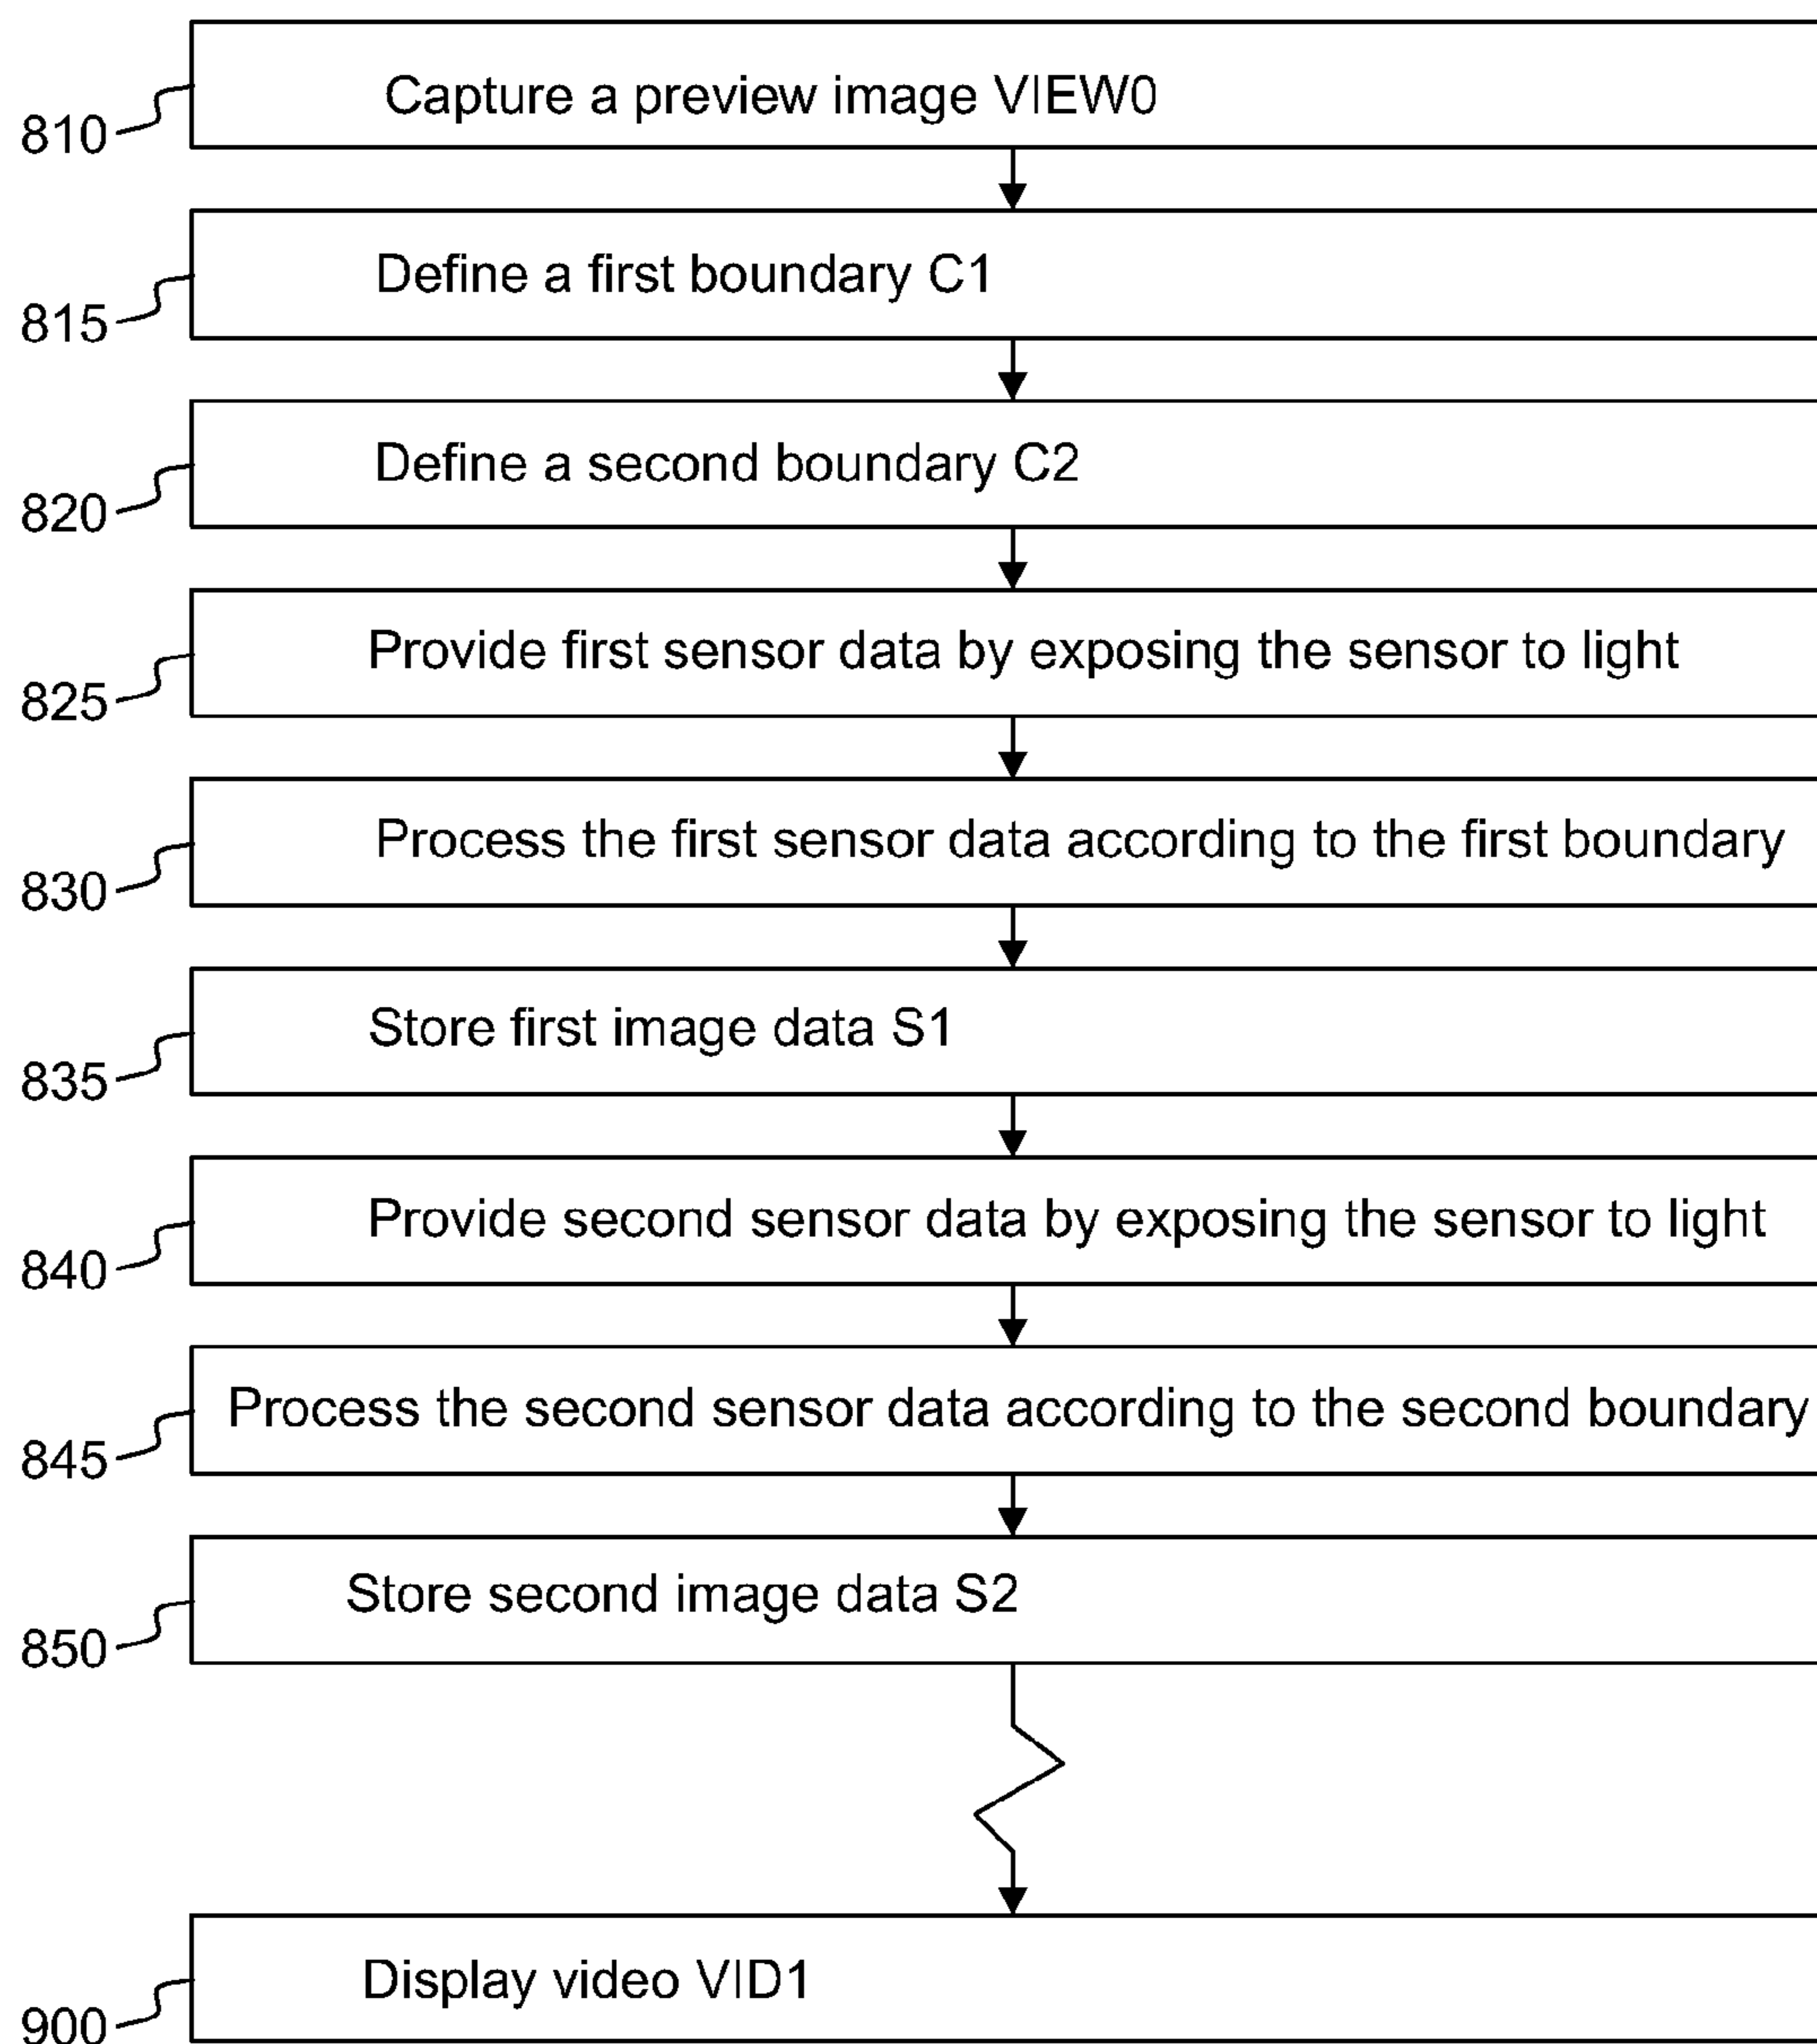 Capture a preview image VIEW0
810
Define a first boundary C1
815
Define a second boundary C2
820
Provide first sensor data by exposing the sensor to light
825
Process the first sensor data according to the first boundary
830
Store first image data S1
835
Provide second sensor data by exposing the sensor to light
840
Process the second sensor data according to the second boundary
845
Store second image data S2
850
Display video VID1
900